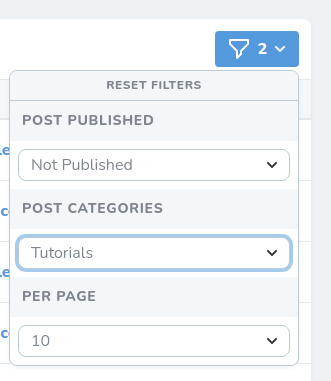 2
RESET FILTERS
POST PUBLISHED
Not Published
POST CATEGORIES
Tutorials
PER PAGE
10